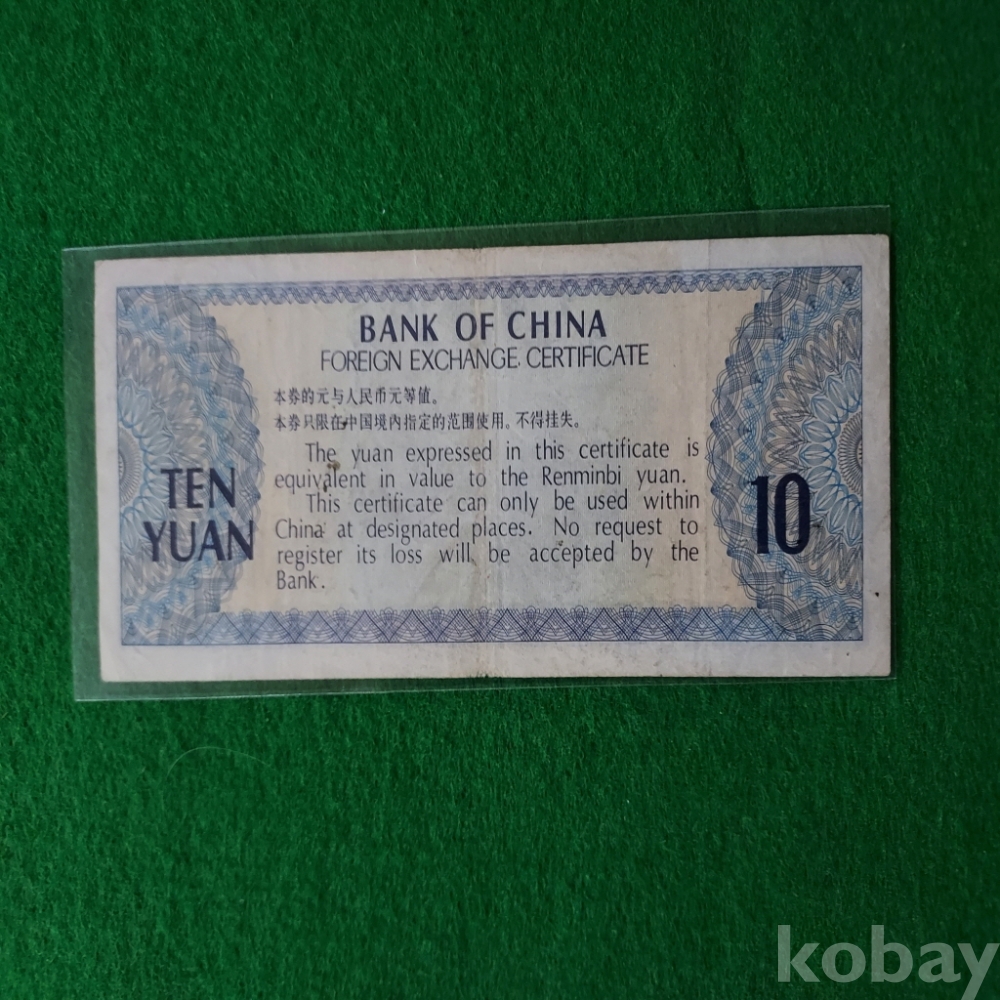 BANK OF CHINA
FOREIGN EXCHANGE CERTIFICATE
本券的元与人民币元等值。
本券只限在中国境内指定的范围使用。不得挂失。
The yuan expressed in this certificate is
equivalent in value to the Renminbi yuan.
This certificate can only be used within
China at designated places. No request to
register its loss will be accepted by the
Bank.
TEN
YUAN
10
kobay